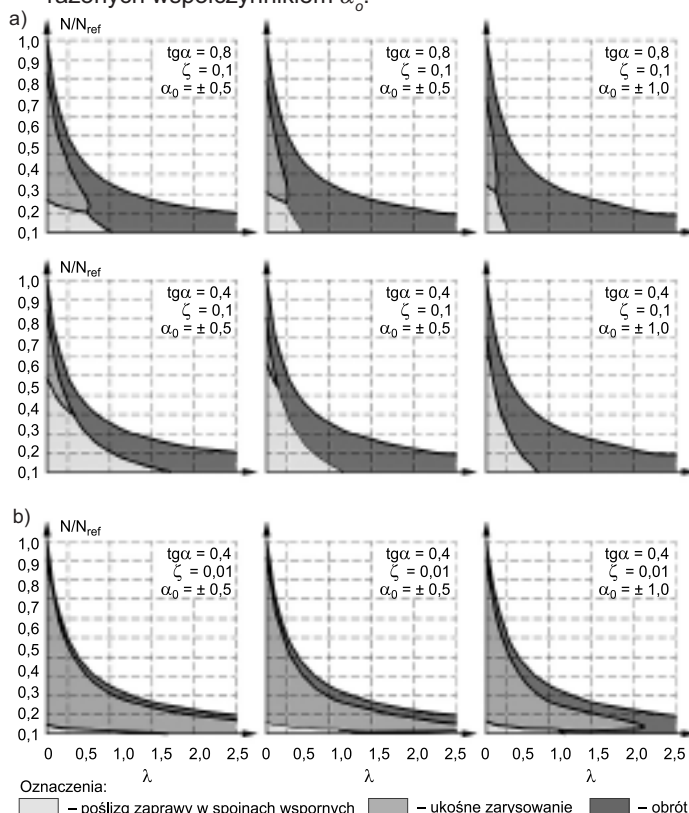 rażonych współczynnikiem αₒ.
a)
N/N_ref
1,0
0,9
0,8
0,7
0,6
0,5
0,4
0,3
0,2
0,1
tgα = 0,8
ζ = 0,1
α₀ = ± 0,5
tgα = 0,8
ζ = 0,1
α₀ = ± 0,5
tgα = 0,8
ζ = 0,1
α₀ = ± 1,0
N/N_ref
1,0
0,9
0,8
0,7
0,6
0,5
0,4
0,3
0,2
0,1
tgα = 0,4
ζ = 0,1
α₀ = ± 0,5
tgα = 0,4
ζ = 0,1
α₀ = ± 0,5
tgα = 0,4
ζ = 0,1
α₀ = ± 1,0
b)
N/N_ref
1,0
0,9
0,8
0,7
0,6
0,5
0,4
0,3
0,2
0,1
tgα = 0,4
ζ = 0,01
α₀ = ± 0,5
tgα = 0,4
ζ = 0,01
α₀ = ± 0,5
tgα = 0,4
ζ = 0,01
α₀ = ± 1,0
0 0,5 1,0 1,5 2,0 2,5
0 0,5 1,0 1,5 2,0 2,5
0 0,5 1,0 1,5 2,0 2,5
λ
λ
λ
Oznaczenia:
– poślizg zaprawy w spoinach wspornych – ukośne zarysowanie – obrót